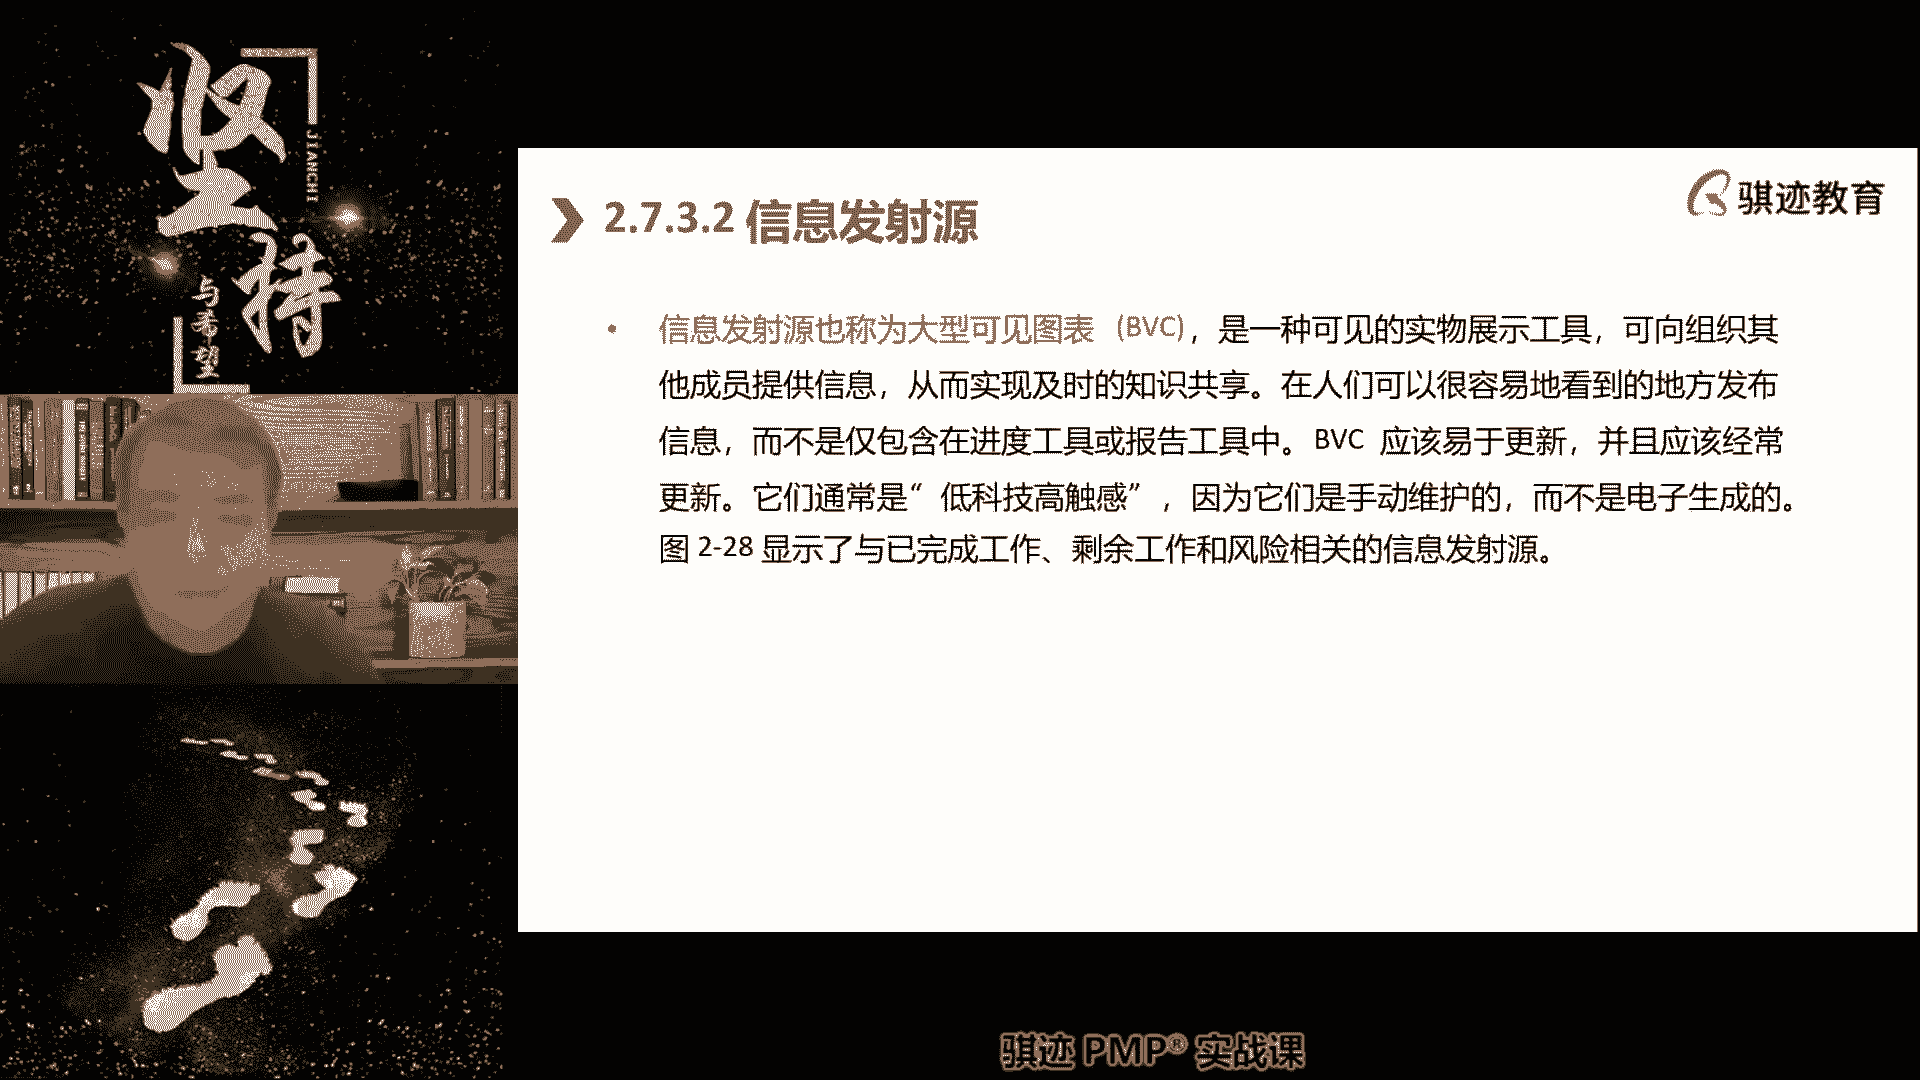 坚持
JIANCHI
与希望
骐迹教育
2.7.3.2 信息发射源
• 信息发射源也称为大型可见图表 (BVC)，是一种可见的实物展示工具，可向组织其
他成员提供信息，从而实现及时的知识共享。在人们可以很容易地看到的地方发布
信息，而不是仅包含在进度工具或报告工具中。BVC 应该易于更新，并且应该经常
更新。它们通常是“低科技高触感”，因为它们是手动维护的，而不是电子生成的。
图 2-28 显示了与已完成工作、剩余工作和风险相关的信息发射源。
骐迹 PMP® 实战课